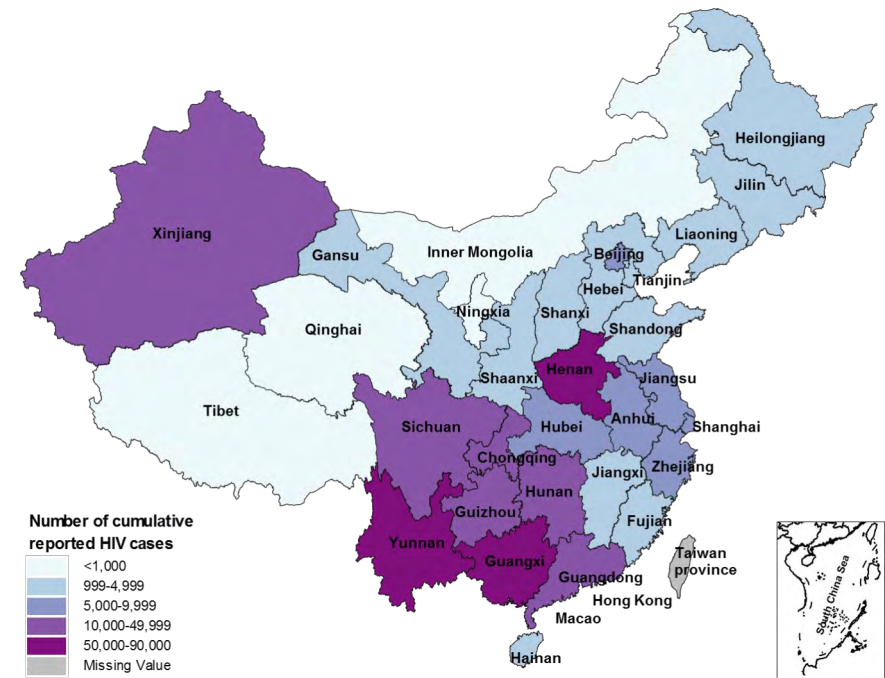 Heilongjiang
Jilin
Xinjiang
Liaoning
Gansu
Inner Mongolia
Beijing
Tianjin
Hebei
Ningxia
Shanxi
Qinghai
Shandong
Henan
Shaanxi
Jiangsu
Tibet
Anhui
Sichuan
Hubei
Shanghai
Chongqing
Zhejiang
Jiangxi
Hunan
Guizhou
Fujian
Yunnan
Guangxi
Taiwan
province
Guangdong
Hong Kong
Macao
Hainan
Number of cumulative
reported HIV cases
<1,000
999-4,999
5,000-9,999
10,000-49,999
50,000-90,000
Missing Value
South China Sea